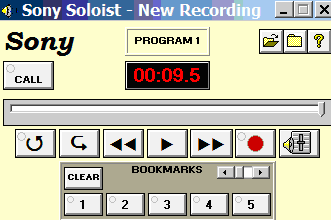 Sony Soloist - New Recording
Sony
PROGRAM 1
?
CALL
00:09.5
CLEAR
BOOKMARKS
1 2 3 4 5